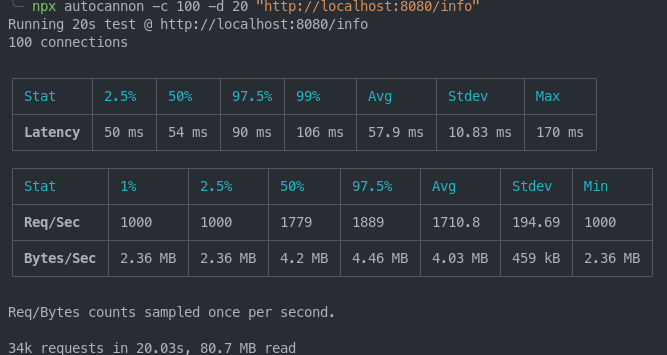 npx autocannon -c 100 -d 20 "http://localhost:8080/info"
Running 20s test @ http://localhost:8080/info
100 connections
Stat 2.5% 50% 97.5% 99% Avg Stdev Max
Latency 50 ms 54 ms 90 ms 106 ms 57.9 ms 10.83 ms 170 ms
Stat 1% 2.5% 50% 97.5% Avg Stdev Min
Req/Sec 1000 1000 1779 1889 1710.8 194.69 1000
Bytes/Sec 2.36 MB 2.36 MB 4.2 MB 4.46 MB 4.03 MB 459 kB 2.36 MB
Req/Bytes counts sampled once per second.
34k requests in 20.03s, 80.7 MB read